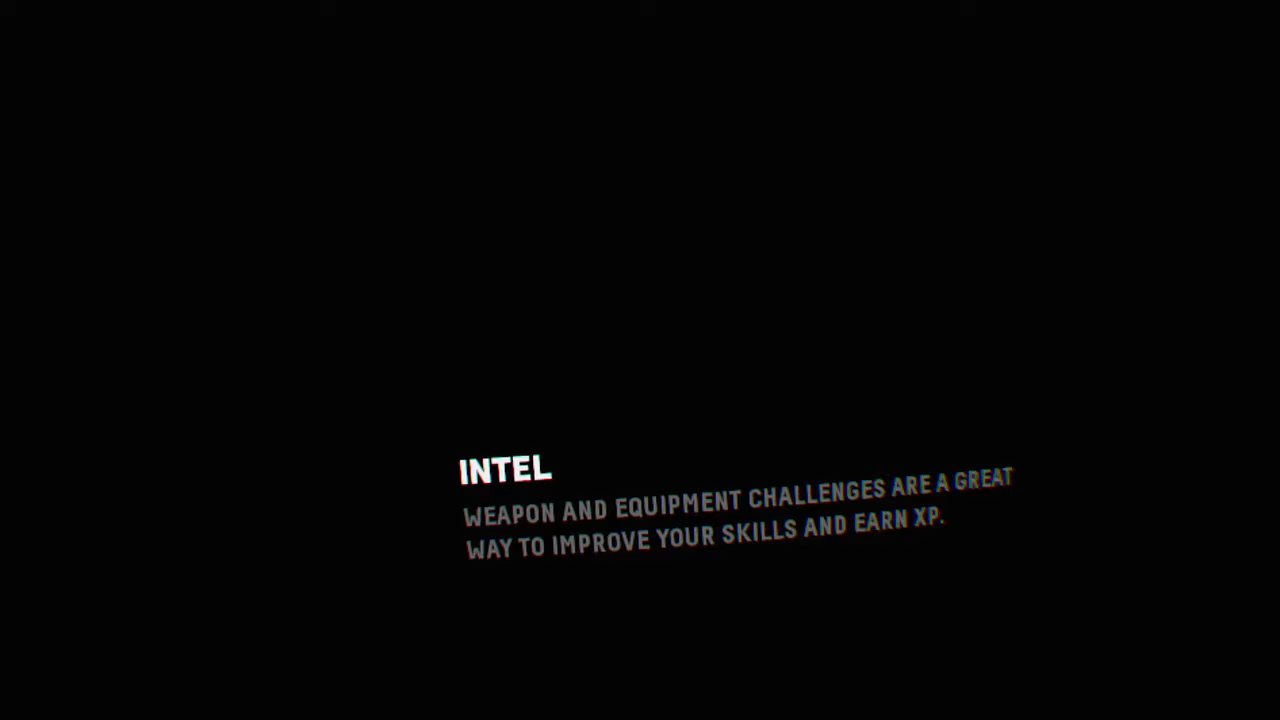 INTEL
WEAPON AND EQUIPMENT CHALLENGES ARE A GREAT
WAY TO IMPROVE YOUR SKILLS AND EARN XP.